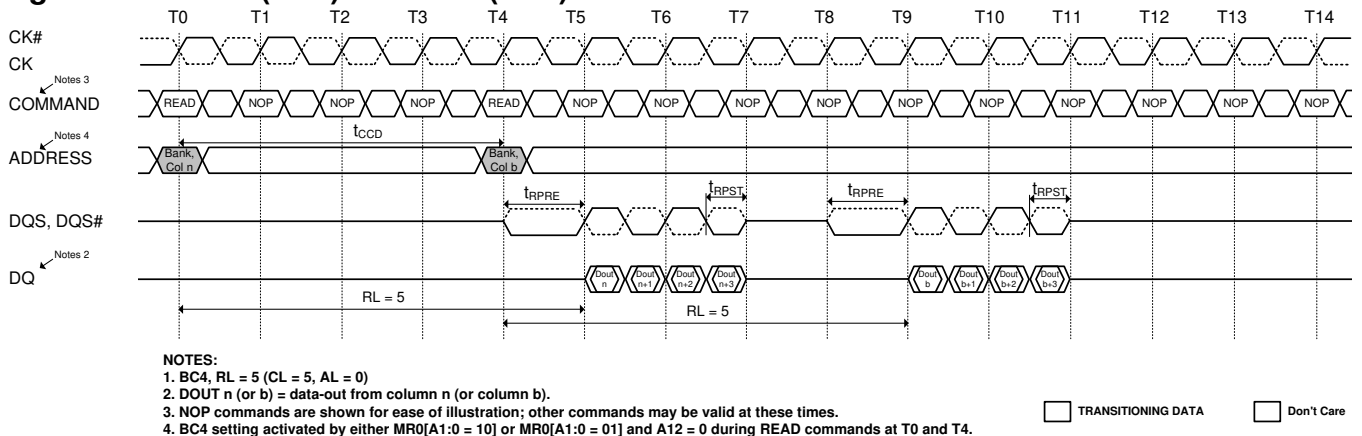 T0 T1 T2 T3 T4 T5 T6 T7 T8 T9 T10 T11 T12 T13 T14
CK#
CK
Notes 3
COMMAND READ NOP NOP NOP READ NOP NOP NOP NOP NOP NOP NOP NOP NOP NOP
tCCD
Notes 4
ADDRESS
Bank, Col n
Bank, Col b
tRPRE tRPST tRPRE tRPST
DQS, DQS#
Notes 2
DQ
Dout n Dout n+1 Dout n+2 Dout n+3 Dout b Dout b+1 Dout b+2 Dout b+3
RL = 5
RL = 5
NOTES:
1. BC4, RL = 5 (CL = 5, AL = 0)
2. DOUT n (or b) = data-out from column n (or column b).
3. NOP commands are shown for ease of illustration; other commands may be valid at these times.
4. BC4 setting activated by either MR0[A1:0 = 10] or MR0[A1:0 = 01] and A12 = 0 during READ commands at T0 and T4.
TRANSITIONING DATA
Don't Care